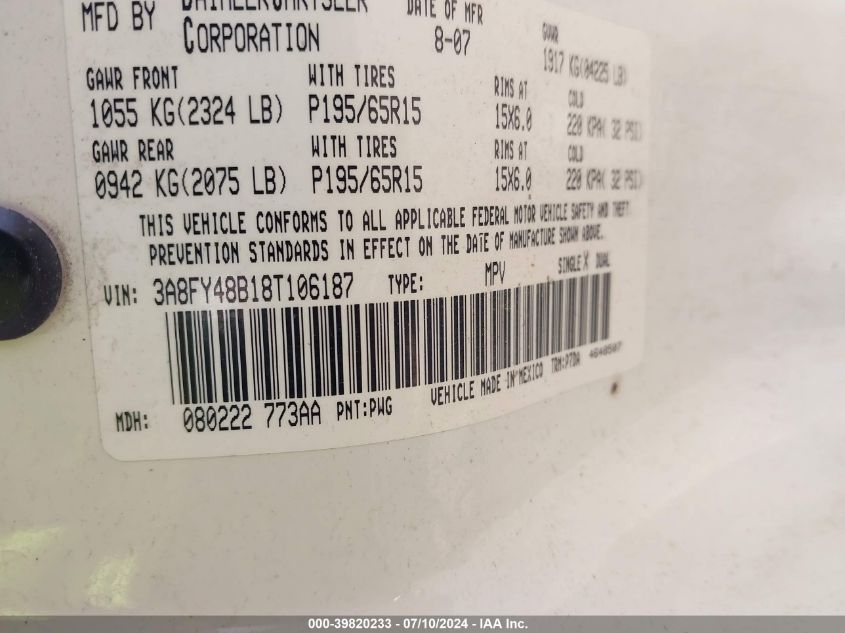 MFD BY DAIMLERCHRYSLER CORPORATION DATE OF MFR 8-07 GVWR 1917 KG(04225 LB)
GAWR FRONT WITH TIRES RIMS AT COLD
1055 KG(2324 LB) P195/65R15 15X6.0 220 KPA( 32 PSI)
GAWR REAR WITH TIRES RIMS AT COLD
0942 KG(2075 LB) P195/65R15 15X6.0 220 KPA( 32 PSI)
THIS VEHICLE CONFORMS TO ALL APPLICABLE FEDERAL MOTOR VEHICLE SAFETY AND THEFT
PREVENTION STANDARDS IN EFFECT ON THE DATE OF MANUFACTURE SHOWN ABOVE.
VIN: 3A8FY48B18T106187 TYPE: MPV SINGLE X DUAL
MDH: 080222 773AA PNT:PWG VEHICLE MADE IN MEXICO TRM:P7DA 4648507
000-39820233 - 07/10/2024 - IAA Inc.